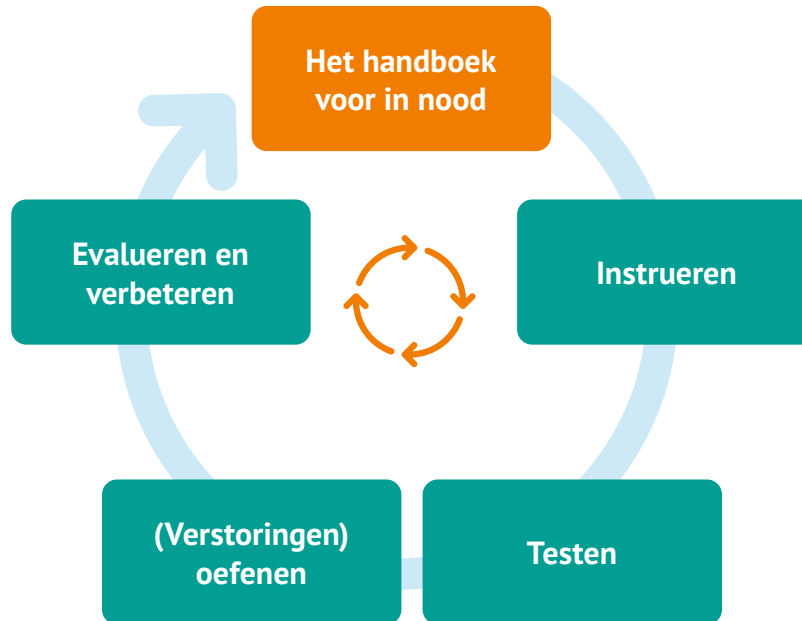 Het handboek
voor in nood
Instrueren
Testen
(Verstoringen)
oefenen
Evalueren en
verbeteren